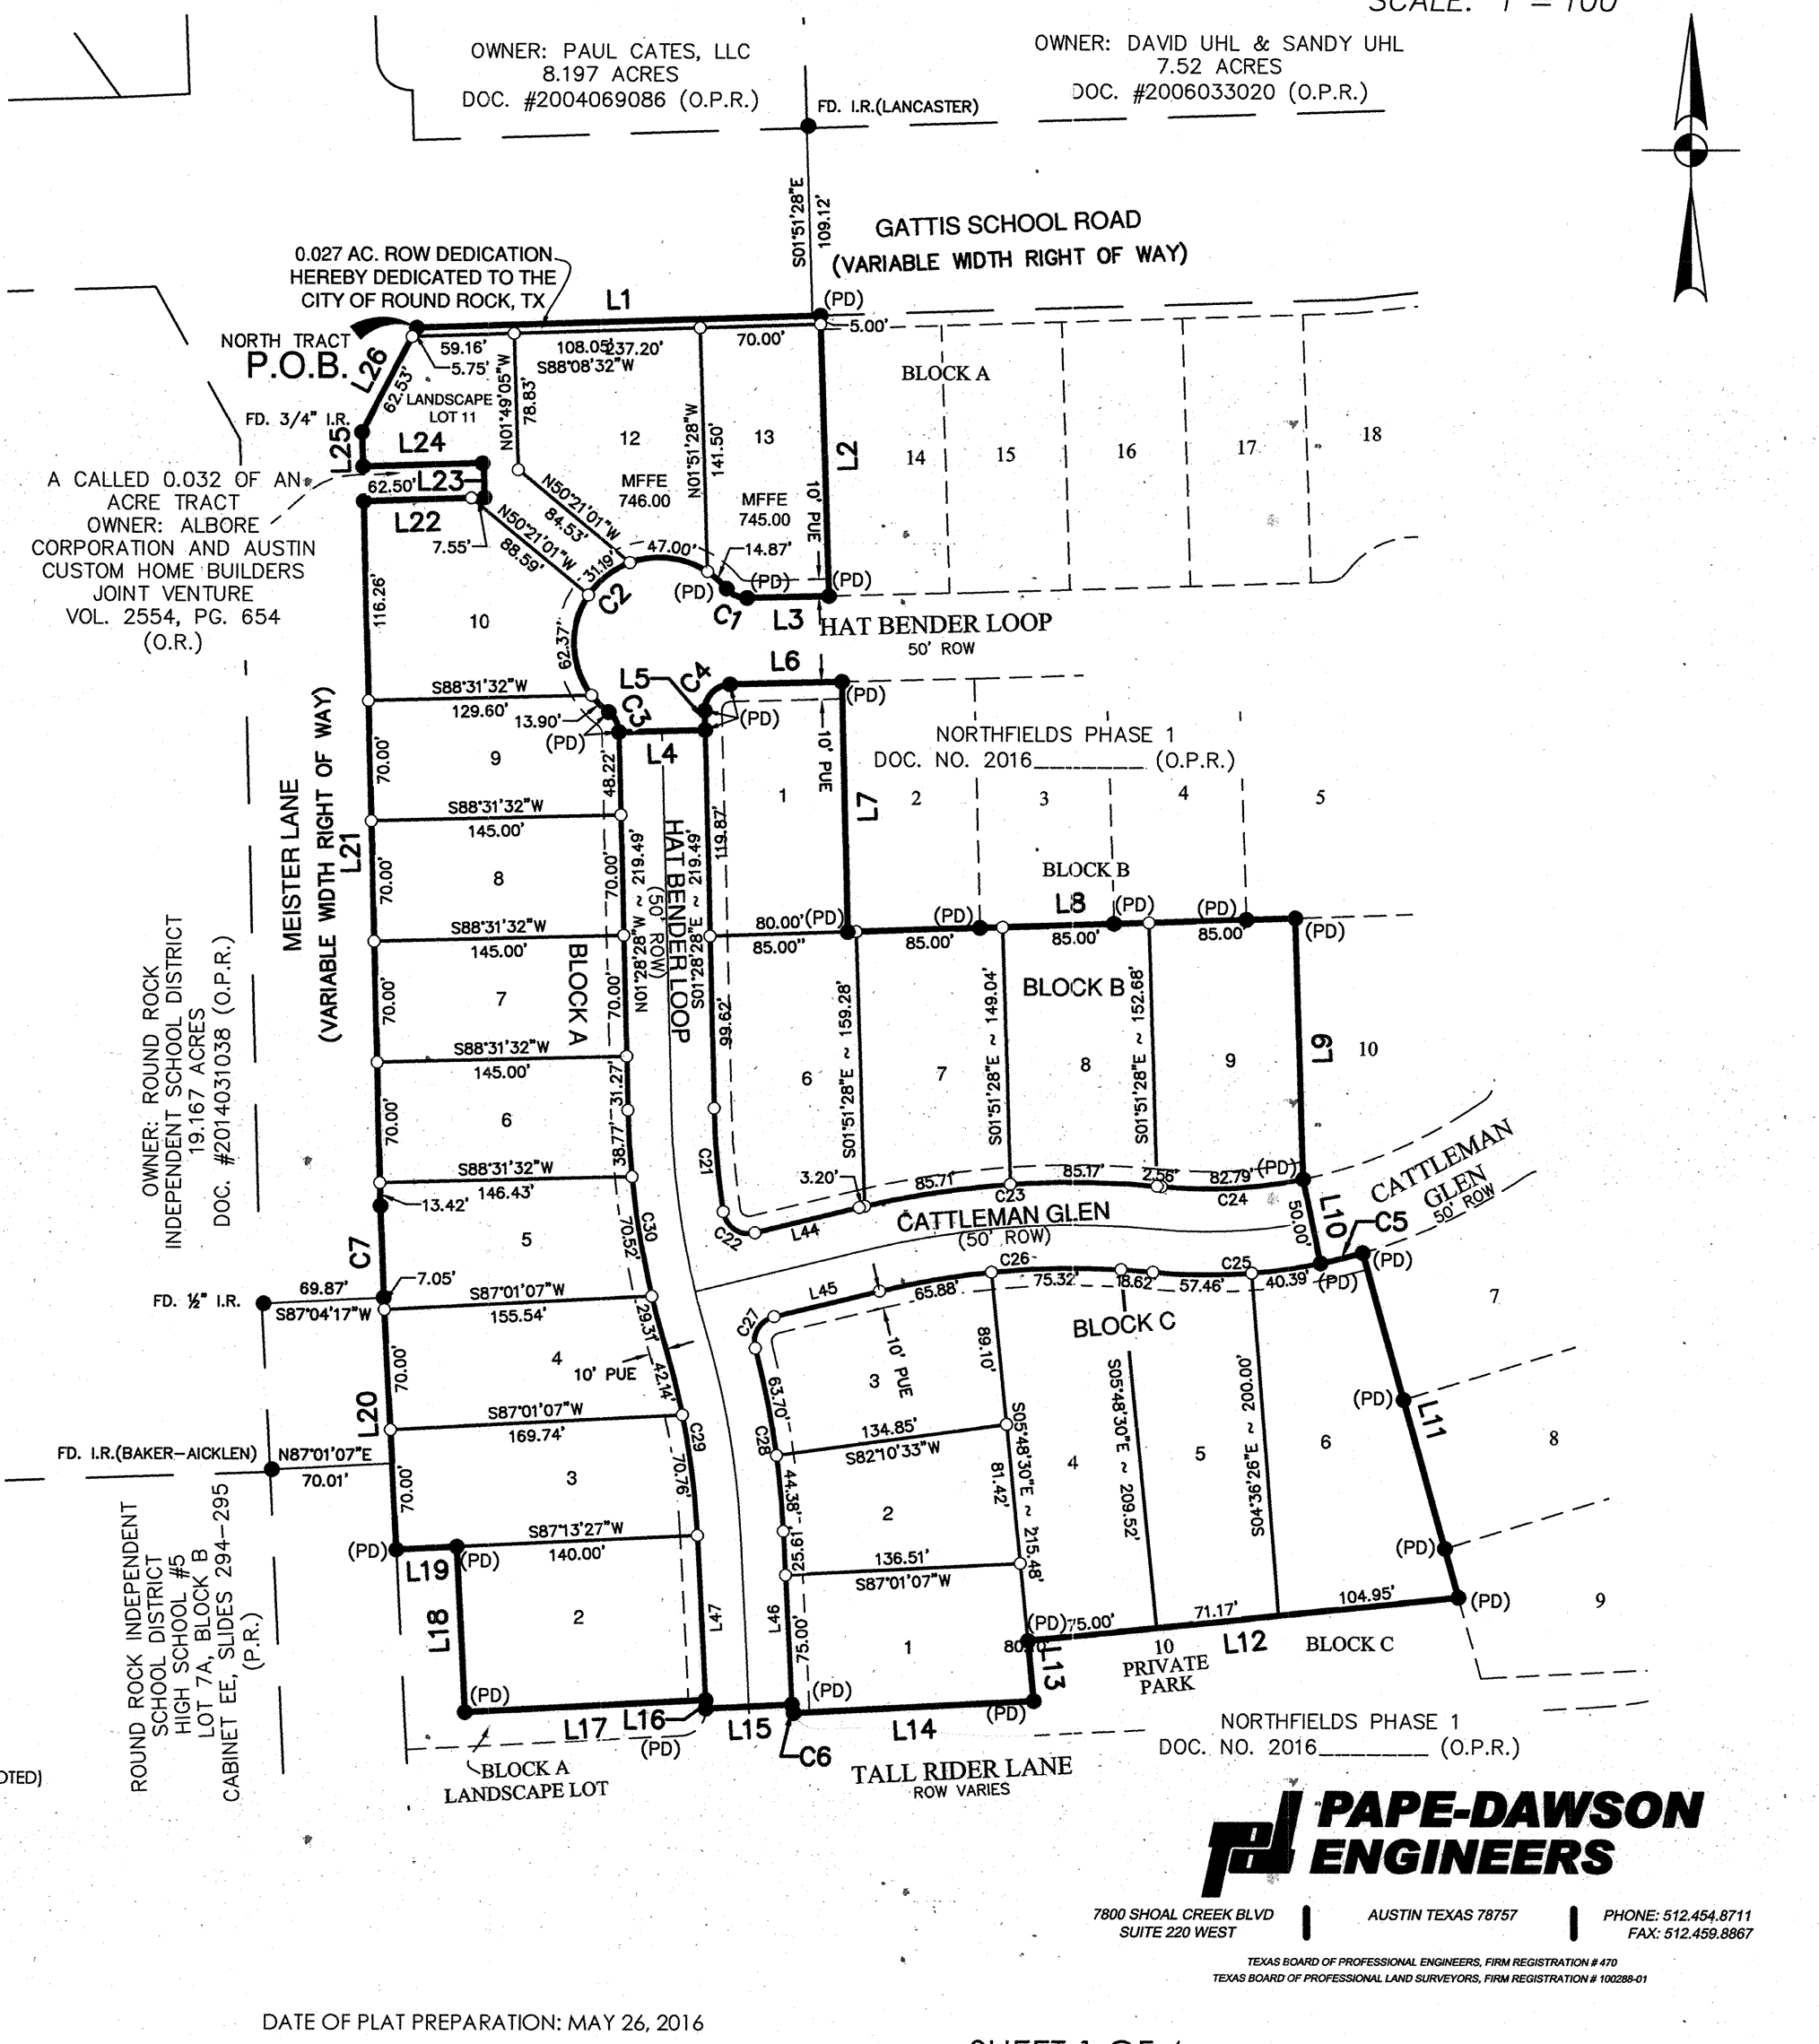 SCALE: 1"=100'
OWNER: PAUL CATES, LLC
8.197 ACRES
DOC. #2004069086 (O.P.R.)
OWNER: DAVID UHL & SANDY UHL
7.52 ACRES
DOC. #2006033020 (O.P.R.)
FD. I.R.(LANCASTER)
S01°51'28"E
109.12'
GATTIS SCHOOL ROAD
(VARIABLE WIDTH RIGHT OF WAY)
0.027 AC. ROW DEDICATION
HEREBY DEDICATED TO THE
CITY OF ROUND ROCK, TX
L1
(PD)
5.00'
NORTH TRACT
P.O.B.
L26
62.53'
59.16'
5.75'
108.05'
237.20'
S88°08'32"W
70.00'
LANDSCAPE
LOT 11
N01°49'05"W
78.83'
12
MFFE
746.00
N01°51'28"W
141.50'
13
MFFE
745.00
L2
10' PUE
BLOCK A
14
15
16
17
18
FD. 3/4" I.R.
L25
L24
62.50'
L23
L22
7.55'
N50°21'01"W
84.53'
N50°21'01"W
88.59'
A CALLED 0.032 OF AN
ACRE TRACT
OWNER: ALBORE
CORPORATION AND AUSTIN
CUSTOM HOME BUILDERS
JOINT VENTURE
VOL. 2554, PG. 654
(O.R.)
47.00'
31.19'
C2
14.87'
(PD)
(PD)
(PD)
C1
L3
HAT BENDER LOOP
50' ROW
116.26'
10
62.37'
L5
C4
L6
(PD)
(PD)
S88°31'32"W
129.60'
13.90'
C3
(PD)
L4
10' PUE
NORTHFIELDS PHASE 1
DOC. NO. 2016________ (O.P.R.)
MEISTER LANE
(VARIABLE WIDTH RIGHT OF WAY)
L21
70.00'
9
48.22'
S88°31'32"W
145.00'
70.00'
8
70.00'
N01°28'28"W ~ 219.49'
HAT BENDER LOOP
(50' ROW)
S01°28'28"E ~ 219.49'
119.87'
1
L7
2
3
4
5
BLOCK B
L8
80.00'
(PD)
85.00"
(PD)
85.00'
(PD)
85.00'
(PD)
85.00'
(PD)
S88°31'32"W
145.00'
BLOCK A
70.00'
7
70.00'
S88°31'32"W
145.00'
99.62'
S01°51'28"E ~ 159.28'
S01°51'28"E ~ 149.04'
BLOCK B
S01°51'28"E ~ 152.68'
6
7
8
9
L9
10
OWNER: ROUND ROCK
INDEPENDENT SCHOOL DISTRICT
19.167 ACRES
DOC. #2014031038 (O.P.R.)
70.00'
6
31.27'
38.77'
S88°31'32"W
146.43'
13.42'
C21
C22
L44
3.20'
85.71'
C23
85.17'
2.56'
82.79'
C24
(PD)
CATTLEMAN GLEN
(50' ROW)
CATTLEMAN
GLEN
50' ROW
L10
50.00'
C5
(PD)
C7
5
C30
70.52'
FD. ½" I.R.
69.87'
S87°04'17"W
7.05'
S87°01'07"W
155.54'
L45
65.88'
C26
75.32'
18.62'
57.46'
C25
40.39'
(PD)
C27
BLOCK C
7
29.31'
4
10' PUE
42.14'
L20
70.00'
S87°01'07"W
169.74'
C29
63.70'
3
10' PUE
89.10'
C28
134.85'
S82°10'33"W
S05°48'30"E ~ 215.48'
81.42'
4
S05°48'30"E ~ 209.52'
5
S04°36'26"E ~ 200.00'
6
(PD)
L11
8
FD. I.R.(BAKER-AICKLEN)
N87°01'07"E
70.01'
70.00'
3
70.76'
44.38'
2
25.61'
136.51'
S87°01'07"W
(PD)
L19
(PD)
S87°13'27"W
140.00'
(PD)
104.95'
(PD)
9
ROUND ROCK INDEPENDENT
SCHOOL DISTRICT
HIGH SCHOOL #5
LOT 7A, BLOCK B
CABINET EE, SLIDES 294-295
(P.R.)
L18
2
L47
L46
75.00'
1
(PD)
75.00'
71.17'
L12
BLOCK C
L13
10
PRIVATE
PARK
(PD)
L17
L16
L15
(PD)
L14
(PD)
(PD)
C6
NORTHFIELDS PHASE 1
DOC. NO. 2016________ (O.P.R.)
BLOCK A
LANDSCAPE LOT
TALL RIDER LANE
ROW VARIES
OTED)
PAPE-DAWSON
ENGINEERS
7800 SHOAL CREEK BLVD
SUITE 220 WEST
AUSTIN TEXAS 78757
PHONE: 512.454.8711
FAX: 512.459.8867
TEXAS BOARD OF PROFESSIONAL ENGINEERS, FIRM REGISTRATION # 470
TEXAS BOARD OF PROFESSIONAL LAND SURVEYORS, FIRM REGISTRATION # 100288-01
DATE OF PLAT PREPARATION: MAY 26, 2016